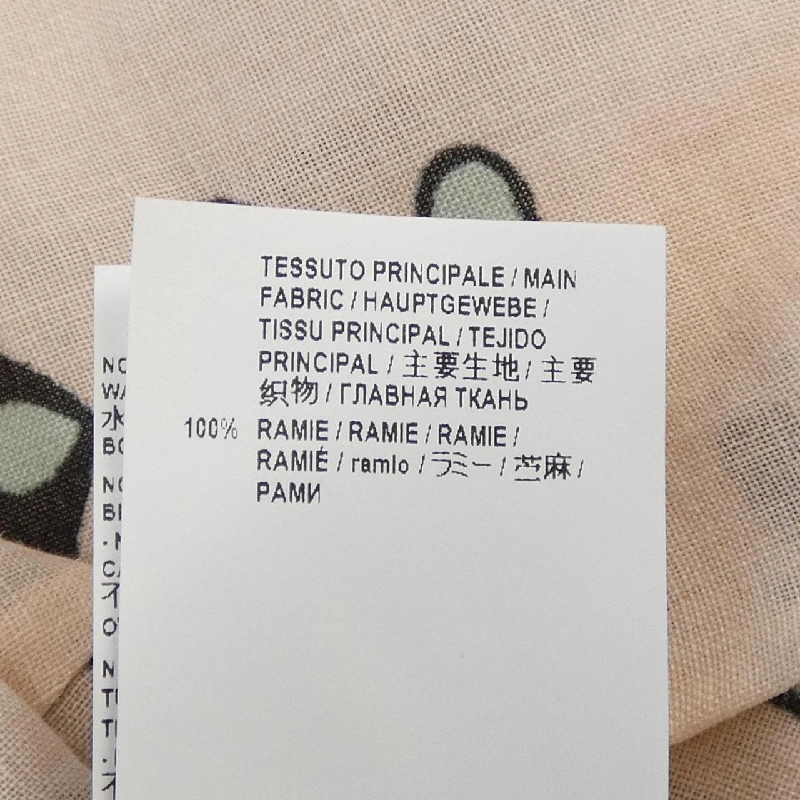 TESSUTO PRINCIPALE / MAIN
FABRIC / HAUPTGEWEBE /
TISSU PRINCIPAL / TEJIDO
PRINCIPAL / 主要生地 / 主要
织物 / ГЛАВНАЯ ТКАНЬ
100% RAMIE / RAMIE / RAMIE /
RAMIÉ / ramio / ラミー / 苎麻 /
РАМИ